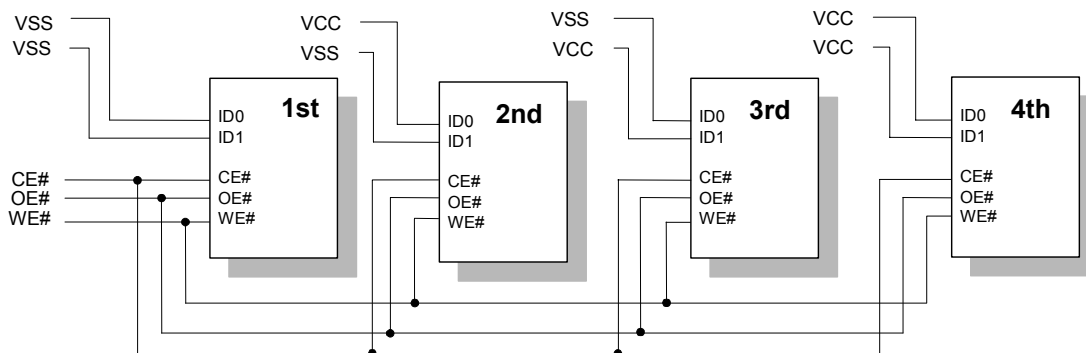 VSS
VSS
1st
ID0
ID1
CE#
OE#
WE#
CE#
OE#
WE#
VCC
VSS
2nd
ID0
ID1
CE#
OE#
WE#
VSS
VCC
3rd
ID0
ID1
CE#
OE#
WE#
VCC
VCC
4th
ID0
ID1
CE#
OE#
WE#